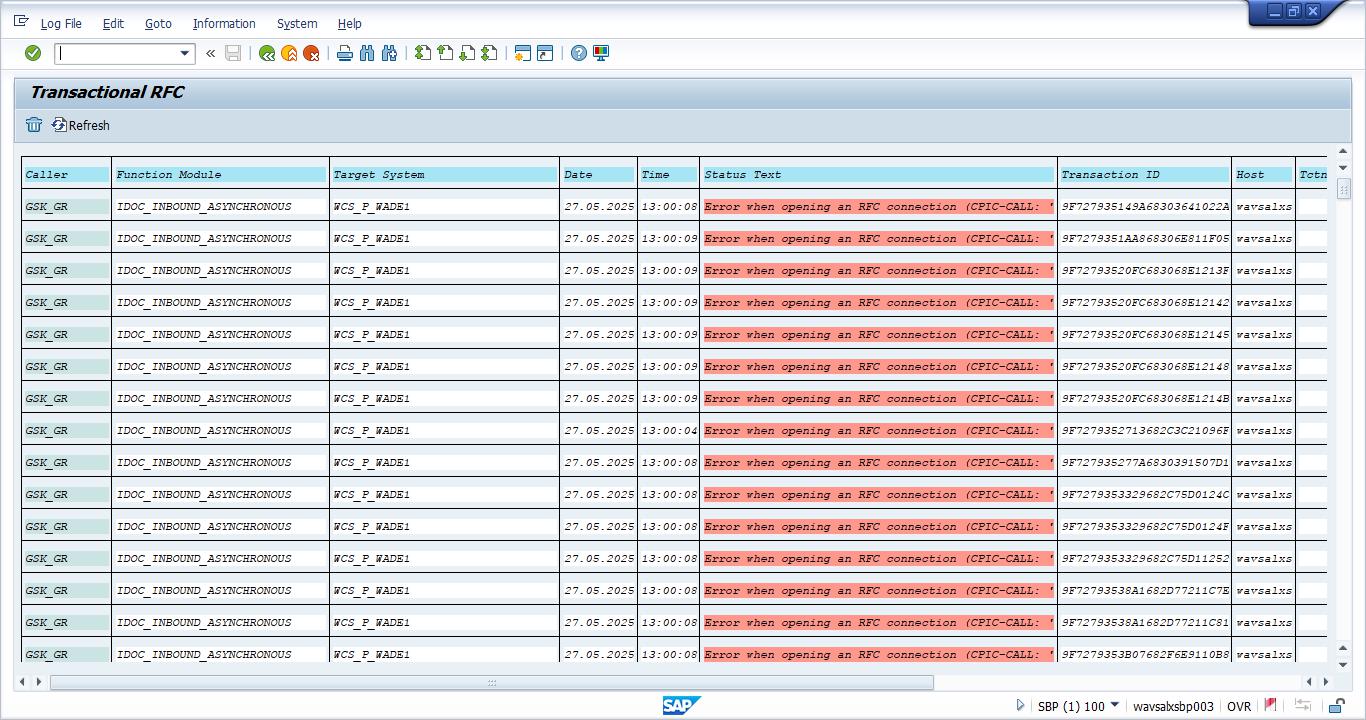 Log File Edit Goto Information System Help
«
Transactional RFC
Refresh
Caller Function Module Target System Date Time Status Text Transaction ID Host Tctn
GSK_GR IDOC_INBOUND_ASYNCHRONOUS WCS_P_WADE1 27.05.2025 13:00:08 Error when opening an RFC connection (CPIC-CALL: ' 9F727935149A68303641022A wavsalxs
GSK_GR IDOC_INBOUND_ASYNCHRONOUS WCS_P_WADE1 27.05.2025 13:00:09 Error when opening an RFC connection (CPIC-CALL: ' 9F7279351AA868306E811F05 wavsalxs
GSK_GR IDOC_INBOUND_ASYNCHRONOUS WCS_P_WADE1 27.05.2025 13:00:09 Error when opening an RFC connection (CPIC-CALL: ' 9F72793520FC683068E1213F wavsalxs
GSK_GR IDOC_INBOUND_ASYNCHRONOUS WCS_P_WADE1 27.05.2025 13:00:09 Error when opening an RFC connection (CPIC-CALL: ' 9F72793520FC683068E12142 wavsalxs
GSK_GR IDOC_INBOUND_ASYNCHRONOUS WCS_P_WADE1 27.05.2025 13:00:09 Error when opening an RFC connection (CPIC-CALL: ' 9F72793520FC683068E12145 wavsalxs
GSK_GR IDOC_INBOUND_ASYNCHRONOUS WCS_P_WADE1 27.05.2025 13:00:09 Error when opening an RFC connection (CPIC-CALL: ' 9F72793520FC683068E12148 wavsalxs
GSK_GR IDOC_INBOUND_ASYNCHRONOUS WCS_P_WADE1 27.05.2025 13:00:09 Error when opening an RFC connection (CPIC-CALL: ' 9F72793520FC683068E1214B wavsalxs
GSK_GR IDOC_INBOUND_ASYNCHRONOUS WCS_P_WADE1 27.05.2025 13:00:04 Error when opening an RFC connection (CPIC-CALL: ' 9F7279352713682C3C21096F wavsalxs
GSK_GR IDOC_INBOUND_ASYNCHRONOUS WCS_P_WADE1 27.05.2025 13:00:08 Error when opening an RFC connection (CPIC-CALL: ' 9F727935277A6830391507D1 wavsalxs
GSK_GR IDOC_INBOUND_ASYNCHRONOUS WCS_P_WADE1 27.05.2025 13:00:08 Error when opening an RFC connection (CPIC-CALL: ' 9F7279353329682C75D0124C wavsalxs
GSK_GR IDOC_INBOUND_ASYNCHRONOUS WCS_P_WADE1 27.05.2025 13:00:08 Error when opening an RFC connection (CPIC-CALL: ' 9F7279353329682C75D0124F wavsalxs
GSK_GR IDOC_INBOUND_ASYNCHRONOUS WCS_P_WADE1 27.05.2025 13:00:08 Error when opening an RFC connection (CPIC-CALL: ' 9F7279353329682C75D11252 wavsalxs
GSK_GR IDOC_INBOUND_ASYNCHRONOUS WCS_P_WADE1 27.05.2025 13:00:08 Error when opening an RFC connection (CPIC-CALL: ' 9F72793538A1682D77211C7E wavsalxs
GSK_GR IDOC_INBOUND_ASYNCHRONOUS WCS_P_WADE1 27.05.2025 13:00:08 Error when opening an RFC connection (CPIC-CALL: ' 9F72793538A1682D77211C81 wavsalxs
GSK_GR IDOC_INBOUND_ASYNCHRONOUS WCS_P_WADE1 27.05.2025 13:00:08 Error when opening an RFC connection (CPIC-CALL: ' 9F7279353B07682F6E9110B8 wavsalxs
SAP SBP (1) 100 wavsalxsbp003 OVR